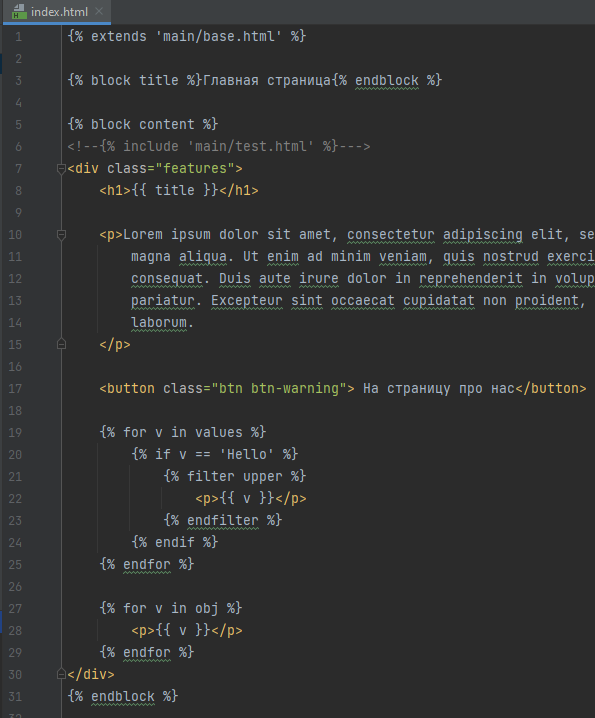 index.html
1 {% extends 'main/base.html' %}
2
3 {% block title %}Главная страница{% endblock %}
4
5 {% block content %}
6 <!--{% include 'main/test.html' %}--->
7 <div class="features">
8 <h1>{{ title }}</h1>
9
10 <p>Lorem ipsum dolor sit amet, consectetur adipiscing elit, se
11 magna aliqua. Ut enim ad minim veniam, quis nostrud exerci
12 consequat. Duis aute irure dolor in reprehenderit in volup
13 pariatur. Excepteur sint occaecat cupidatat non proident,
14 laborum.
15 </p>
16
17 <button class="btn btn-warning"> На страницу про нас</button>
18
19 {% for v in values %}
20 {% if v == 'Hello' %}
21 {% filter upper %}
22 <p>{{ v }}</p>
23 {% endfilter %}
24 {% endif %}
25 {% endfor %}
26
27 {% for v in obj %}
28 <p>{{ v }}</p>
29 {% endfor %}
30 </div>
31 {% endblock %}